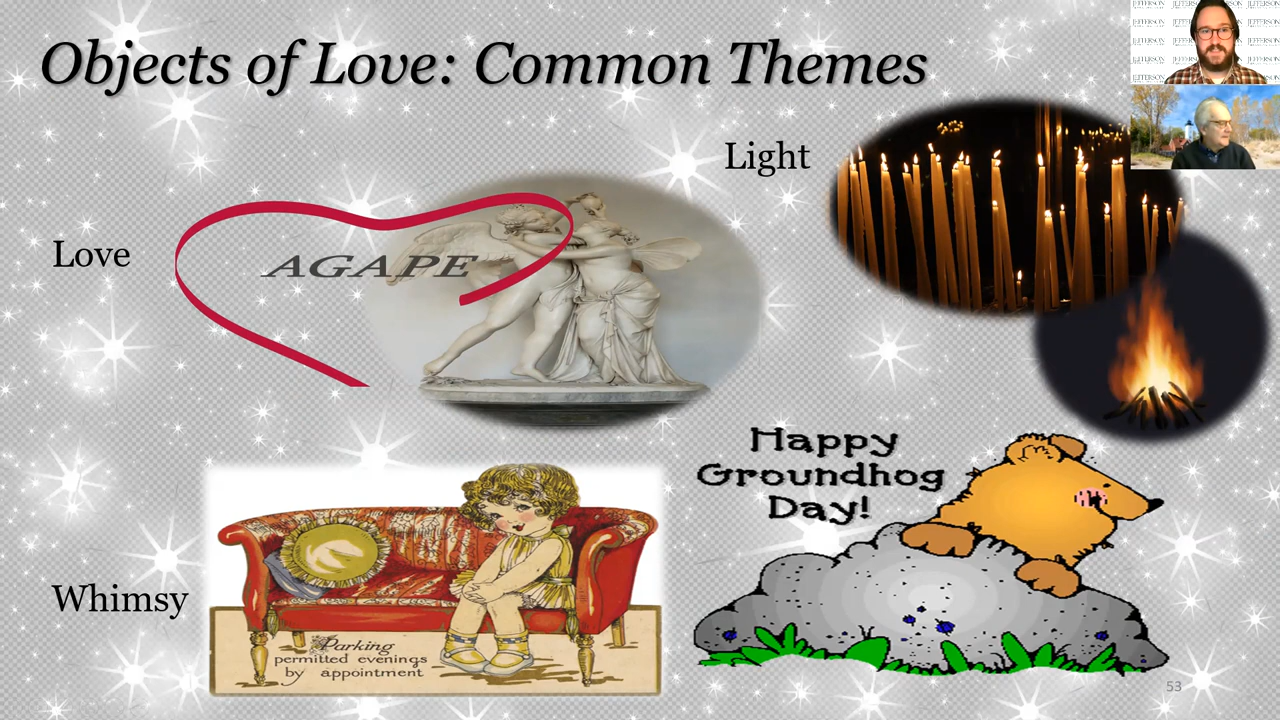 Objects of Love: Common Themes
Light
Love
AGAPE
Happy
Groundhog
Day!
Whimsy
Parking
permitted evenings
by appointment
53